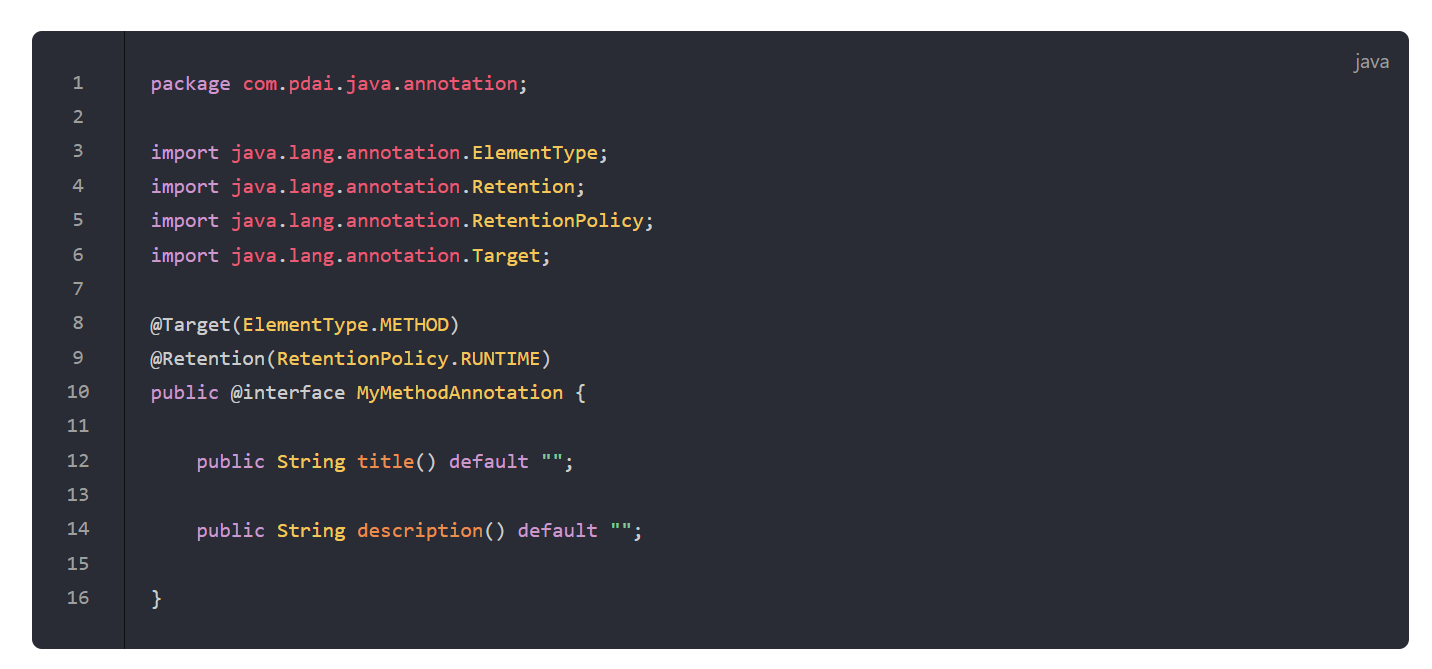 java
1 package com.pdai.java.annotation;
2
3 import java.lang.annotation.ElementType;
4 import java.lang.annotation.Retention;
5 import java.lang.annotation.RetentionPolicy;
6 import java.lang.annotation.Target;
7
8 @Target(ElementType.METHOD)
9 @Retention(RetentionPolicy.RUNTIME)
10 public @interface MyMethodAnnotation {
11
12     public String title() default "";
13
14     public String description() default "";
15
16 }